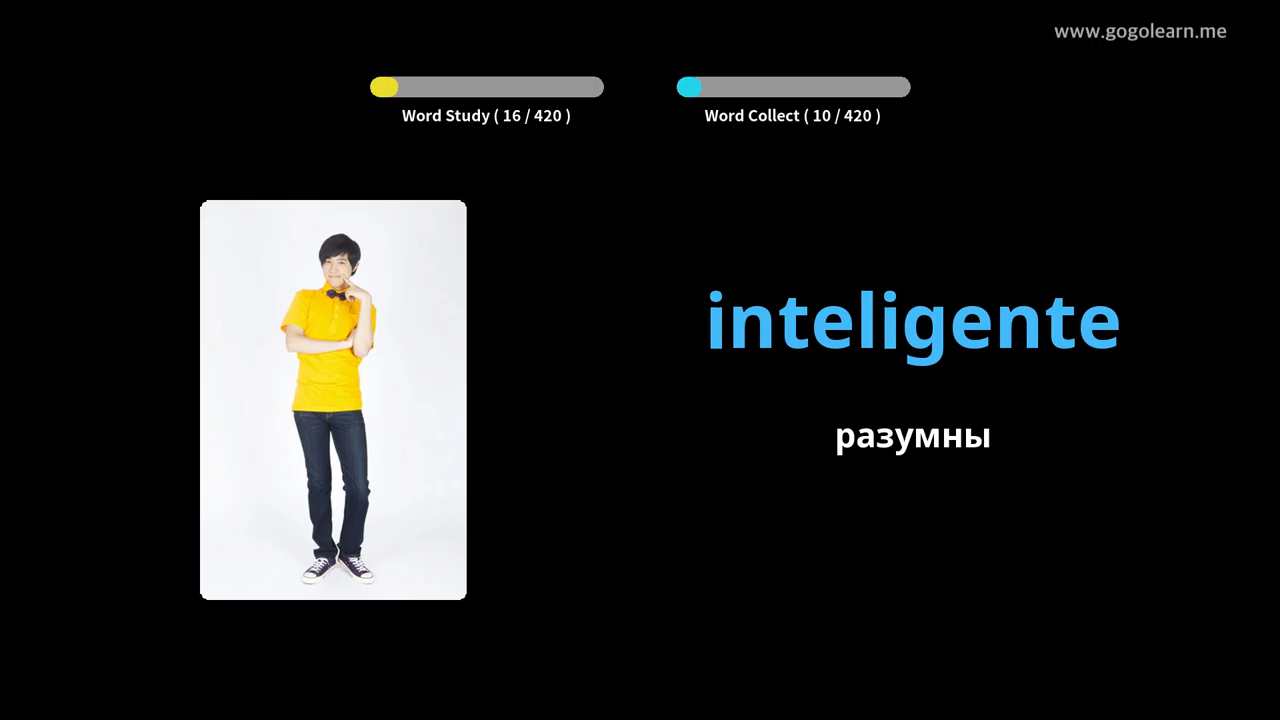 www.gogolearn.me
Word Study ( 16 / 420 )
Word Collect ( 10 / 420 )
inteligente
разумны